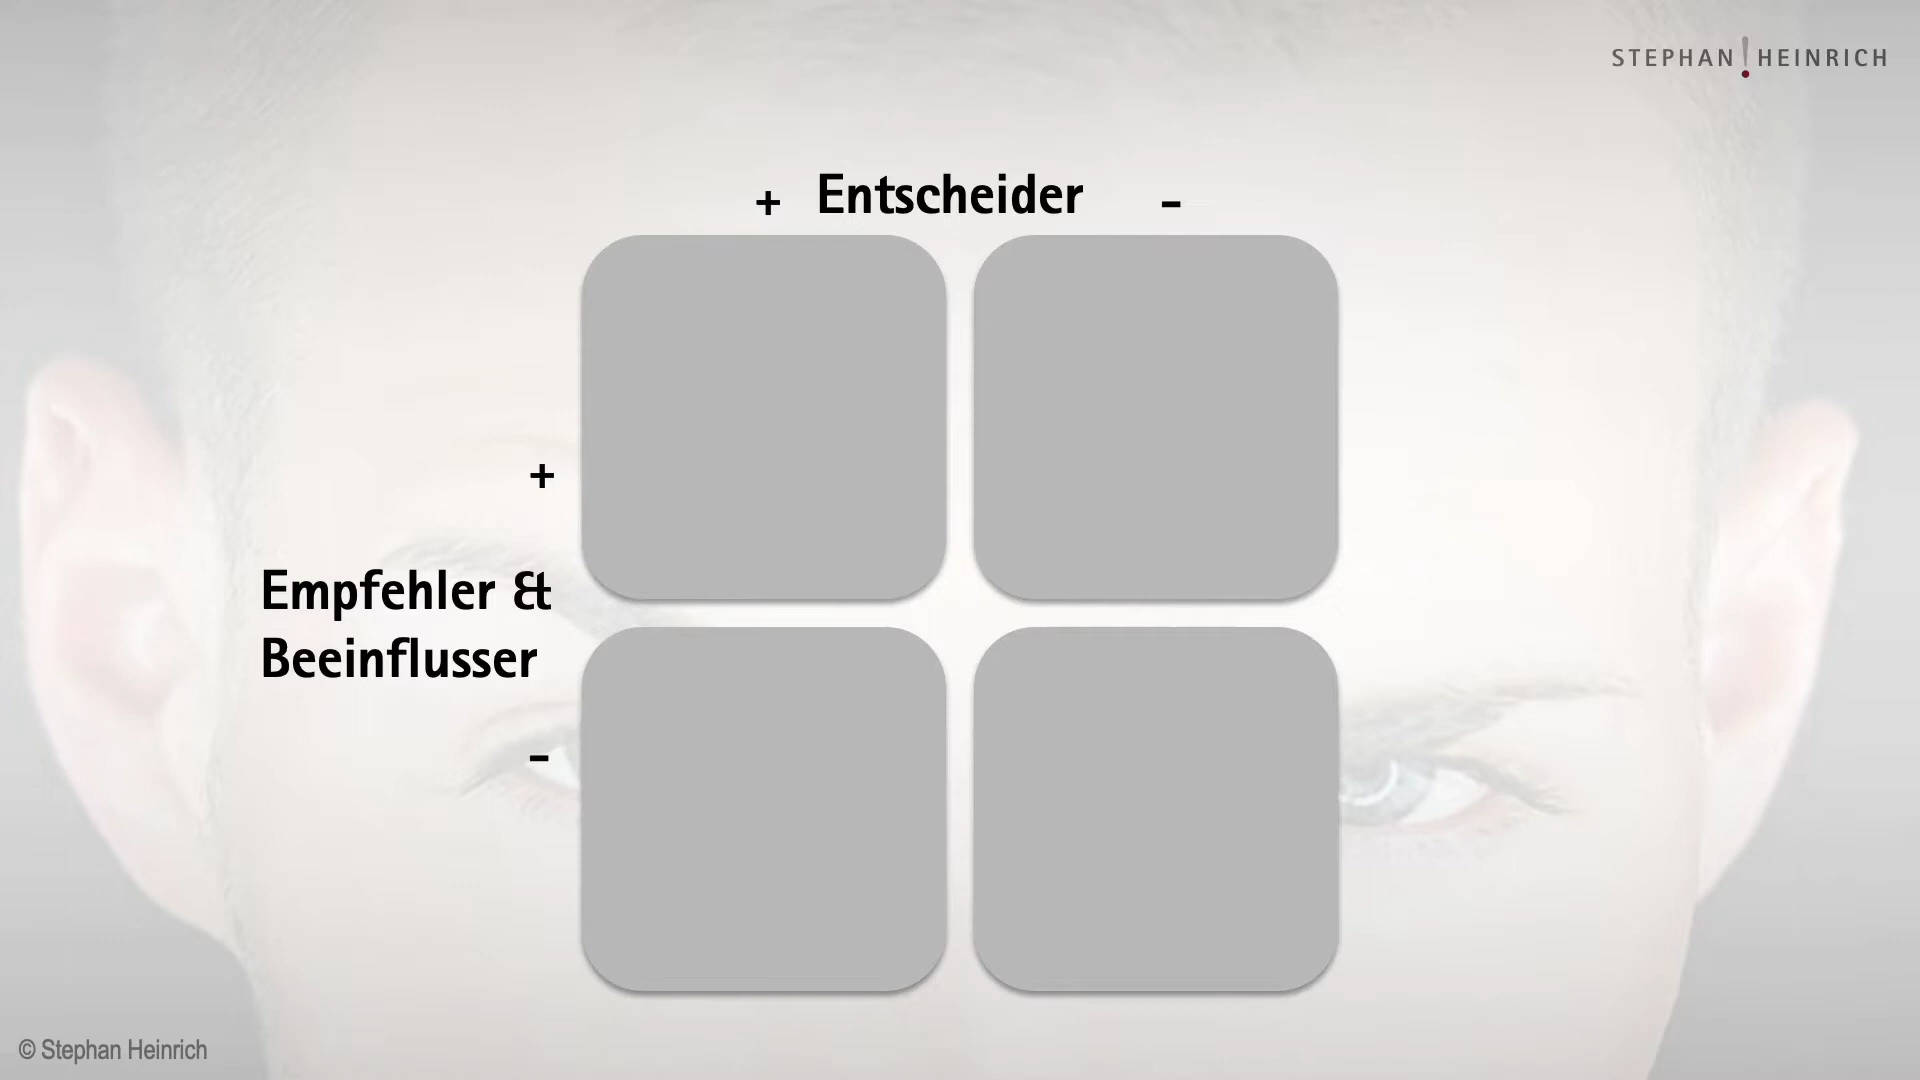 STEPHAN!HEINRICH
+ Entscheider -
+
Empfehler &
Beeinflusser
-
© Stephan Heinrich